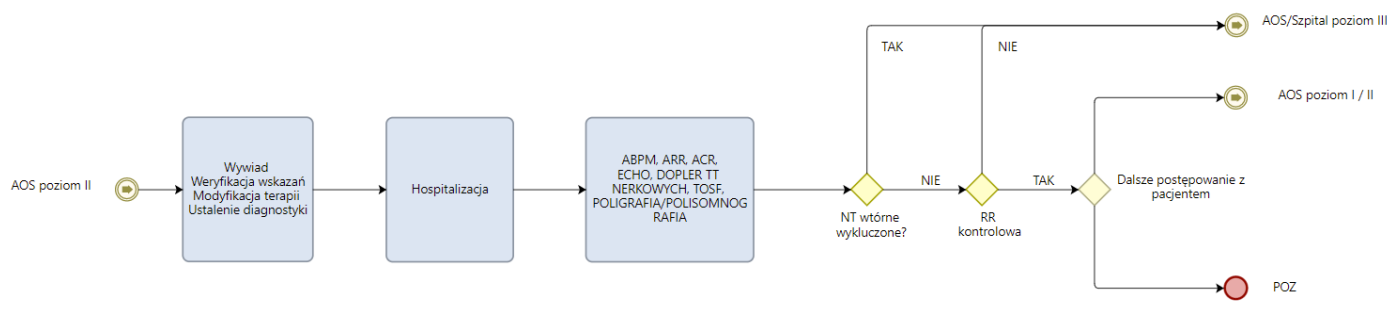 AOS poziom II
Wywiad
Weryfikacja wskazań
Modyfikacja terapii
Ustalenie diagnostyki
Hospitalizacja
ABPM, ARR, ACR,
ECHO, DOPLER TT
NERKOWYCH, TOSF,
POLIGRAFIA/POLISOMNOG
RAFIA
NT wtórne
wykluczone?
TAK
NIE
RR
kontrolowa
NIE
TAK
Dalsze postępowanie z
pacjentem
AOS/Szpital poziom III
AOS poziom I / II
POZ